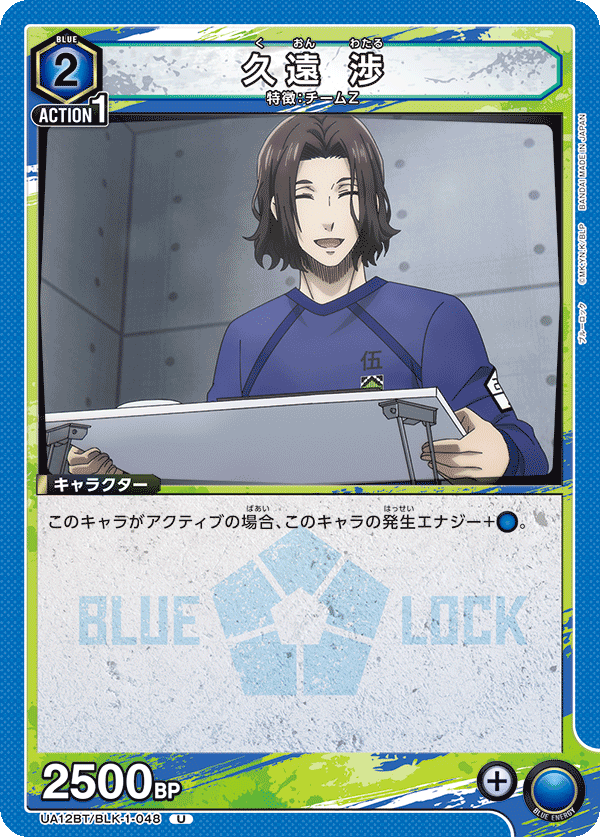 BLUE
2
ACTION 1
く おん わたる
久遠 渉
特徴:チームZ
伍
キャラクター
ばあい はっせい
このキャラがアクティブの場合、このキャラの発生エナジー+。
BLUE LOCK
2500BP
UA12BT/BLK-1-048 U
+
BLUE ENERGY
ブルーロック ©MK・YN,K/BLP BANDAI MADE IN JAPAN